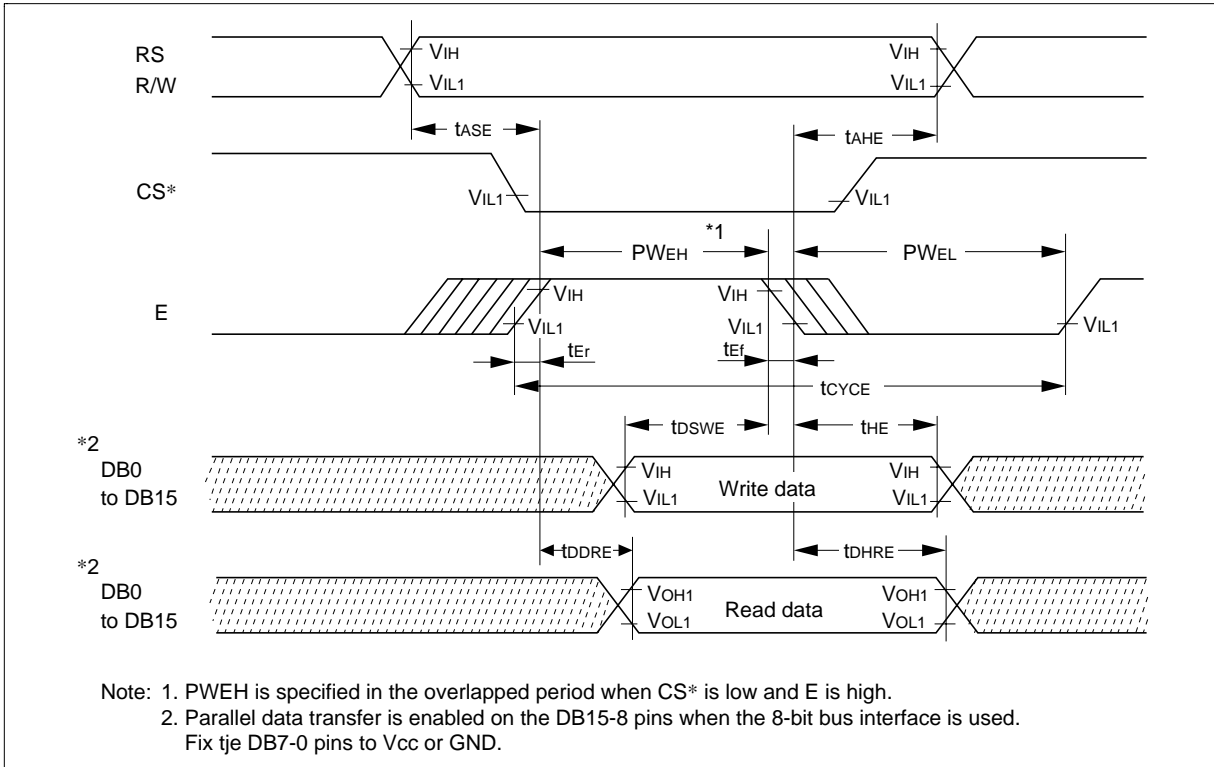 RS
R/W
VIH
VIL1
VIH
VIL1
tASE
tAHE
CS*
VIL1
VIL1
*1
PWEH
PWEL
E
VIH
VIL1
VIH
VIL1
VIL1
tEr
tEf
tCYCE
tDSWE
tHE
*2
DB0
to DB15
VIH
VIL1
Write data
VIH
VIL1
tDDRE
tDHRE
*2
DB0
to DB15
VOH1
VOL1
Read data
VOH1
VOL1
Note: 1. PWEH is specified in the overlapped period when CS* is low and E is high.
2. Parallel data transfer is enabled on the DB15-8 pins when the 8-bit bus interface is used.
Fix tje DB7-0 pins to Vcc or GND.